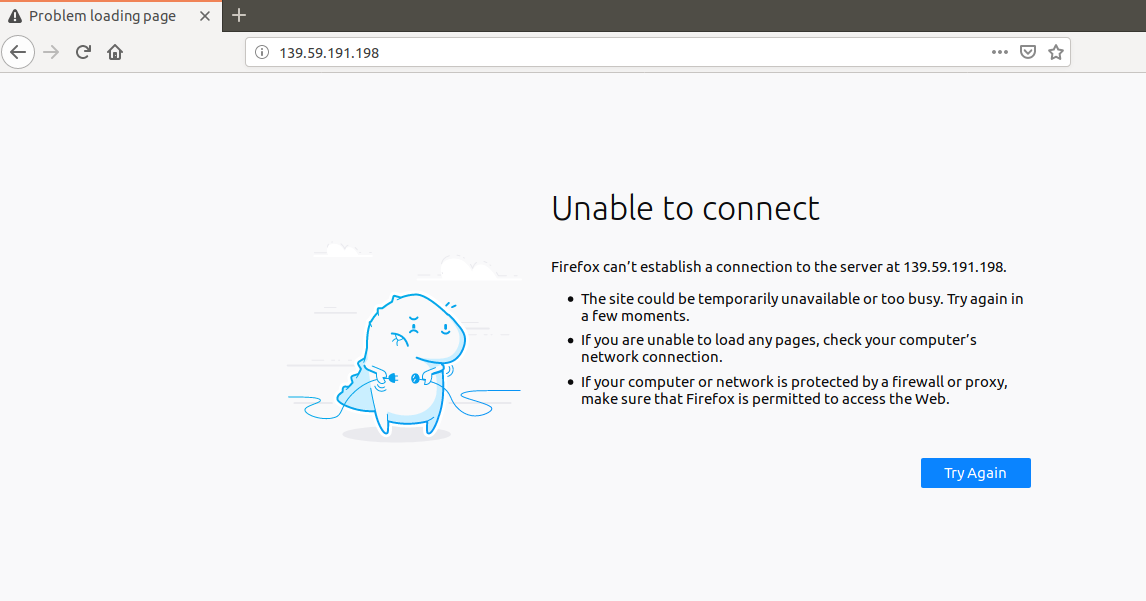 Problem loading page
139.59.191.198
Unable to connect
Firefox can’t establish a connection to the server at 139.59.191.198.
The site could be temporarily unavailable or too busy. Try again in
a few moments.
If you are unable to load any pages, check your computer’s
network connection.
If your computer or network is protected by a firewall or proxy,
make sure that Firefox is permitted to access the Web.
Try Again